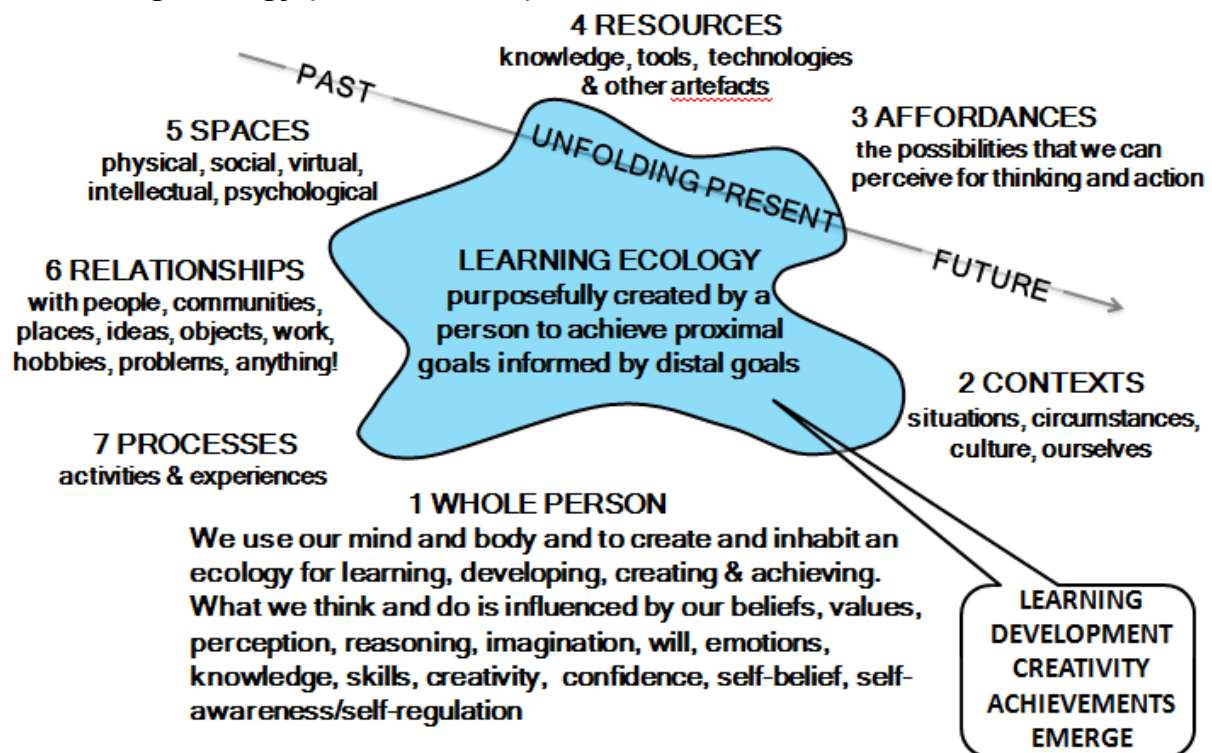 4 RESOURCES
knowledge, tools, technologies
& other artefacts
PAST
UNFOLDING PRESENT
FUTURE
5 SPACES
physical, social, virtual,
intellectual, psychological
3 AFFORDANCES
the possibilities that we can
perceive for thinking and action
6 RELATIONSHIPS
with people, communities,
places, ideas, objects, work,
hobbies, problems, anything!
LEARNING ECOLOGY
purposefully created by a
person to achieve proximal
goals informed by distal goals
2 CONTEXTS
situations, circumstances,
culture, ourselves
7 PROCESSES
activities & experiences
1 WHOLE PERSON
We use our mind and body and to create and inhabit an
ecology for learning, developing, creating & achieving.
What we think and do is influenced by our beliefs, values,
perception, reasoning, imagination, will, emotions,
knowledge, skills, creativity, confidence, self-belief, self-
awareness/self-regulation
LEARNING
DEVELOPMENT
CREATIVITY
ACHIEVEMENTS
EMERGE